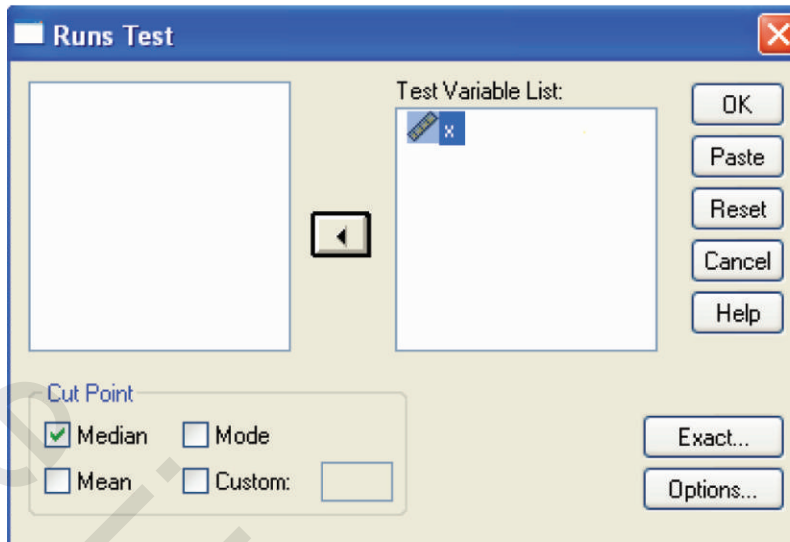 Runs Test
Test Variable List:
x
OK
Paste
Reset
Cancel
Help
Cut Point
Median
Mode
Mean
Custom:
Exact...
Options...